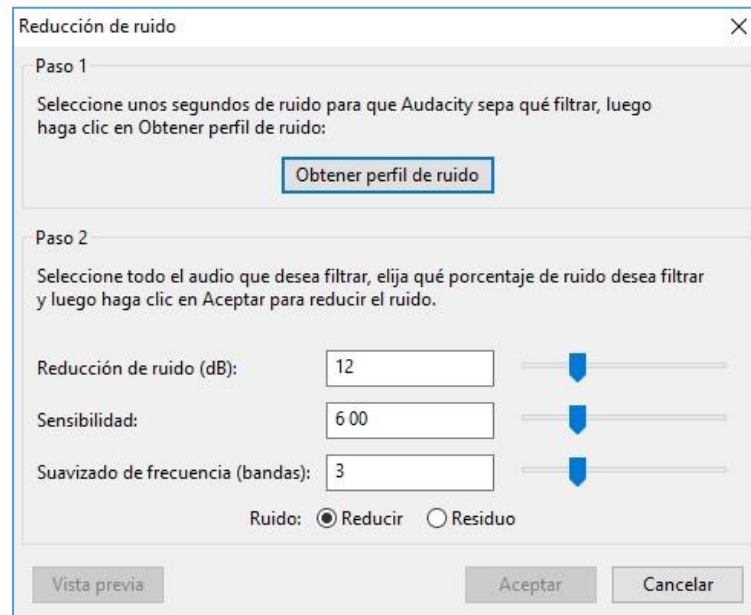 Reducción de ruido
Paso 1
Seleccione unos segundos de ruido para que Audacity sepa qué filtrar, luego
haga clic en Obtener perfil de ruido:
Obtener perfil de ruido
Paso 2
Seleccione todo el audio que desea filtrar, elija qué porcentaje de ruido desea filtrar
y luego haga clic en Aceptar para reducir el ruido.
Reducción de ruido (dB): 12
Sensibilidad: 6 00
Suavizado de frecuencia (bandas): 3
Ruido: Reducir Residuo
Vista previa Aceptar Cancelar